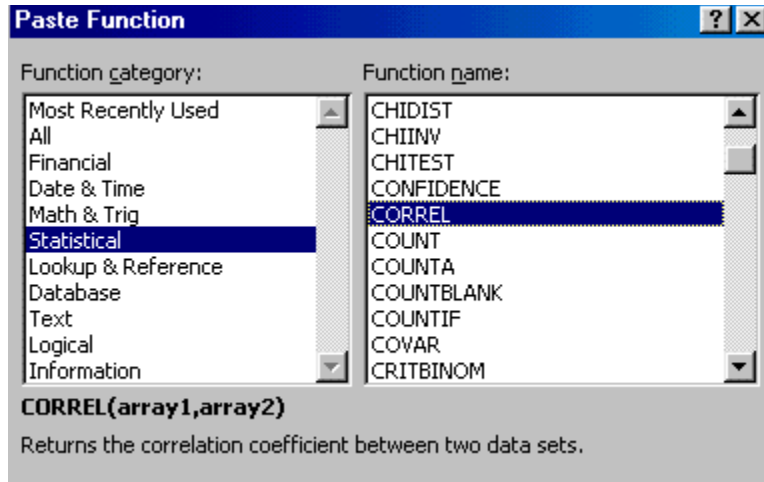 Paste Function
Function category:
Most Recently Used
All
Financial
Date & Time
Math & Trig
Statistical
Lookup & Reference
Database
Text
Logical
Information
Function name:
CHIDIST
CHIINV
CHITEST
CONFIDENCE
CORREL
COUNT
COUNTA
COUNTBLANK
COUNTIF
COVAR
CRITBINOM
CORREL(array1,array2)
Returns the correlation coefficient between two data sets.